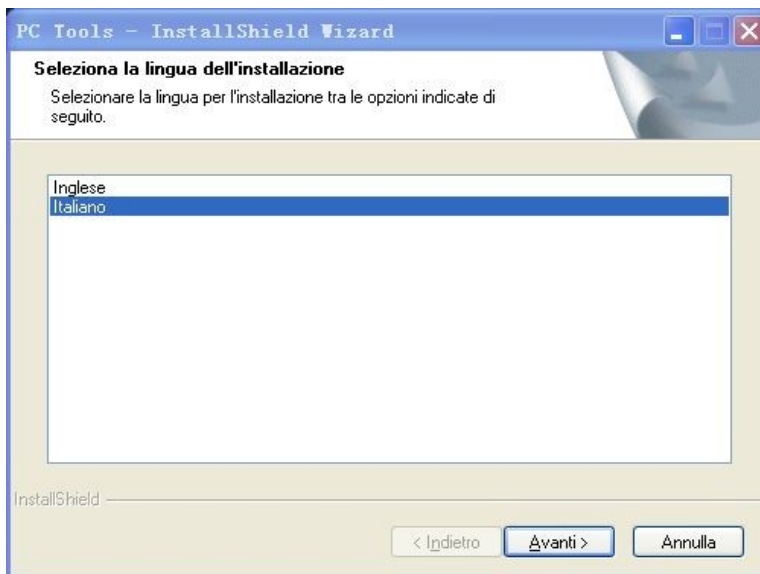 PC Tools - InstallShield Wizard
Seleziona la lingua dell'installazione
Selezionare la lingua per l'installazione tra le opzioni indicate di
seguito.
Inglese
Italiano
InstallShield
< Indietro
Avanti >
Annulla